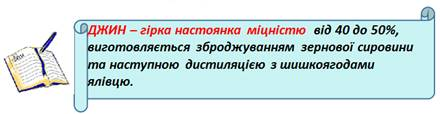 ДЖИН – гірка настоянка міцністю від 40 до 50%,
виготовляється зброджуванням зернової сировини
та наступною дистиляцією з шишкоягодами
ялівцю.